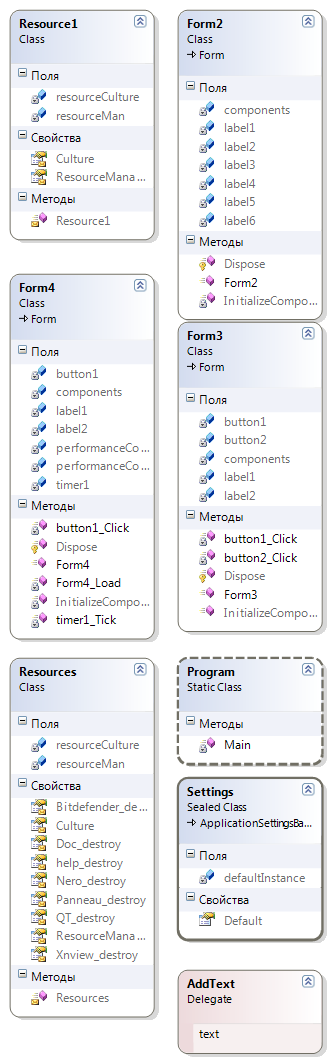 Resource1
Class
Поля
resourceCulture
resourceMan
Свойства
Culture
ResourceMana...
Методы
Resource1
Form2
Class
Form
Поля
components
label1
label2
label3
label4
label5
label6
Методы
Dispose
Form2
InitializeCompo...
Form4
Class
Form
Поля
button1
components
label1
label2
performanceCo...
performanceCo...
timer1
Методы
button1_Click
Dispose
Form4
Form4_Load
InitializeCompo...
timer1_Tick
Form3
Class
Form
Поля
button1
button2
components
label1
label2
Методы
button1_Click
button2_Click
Dispose
Form3
InitializeCompo...
Resources
Class
Поля
resourceCulture
resourceMan
Свойства
Bitdefender_de...
Culture
Doc_destroy
help_destroy
Nero_destroy
Panneau_destroy
QT_destroy
ResourceMana...
Xnview_destroy
Методы
Resources
Program
Static Class
Методы
Main
Settings
Sealed Class
ApplicationSettingsBa...
Поля
defaultInstance
Свойства
Default
AddText
Delegate
text